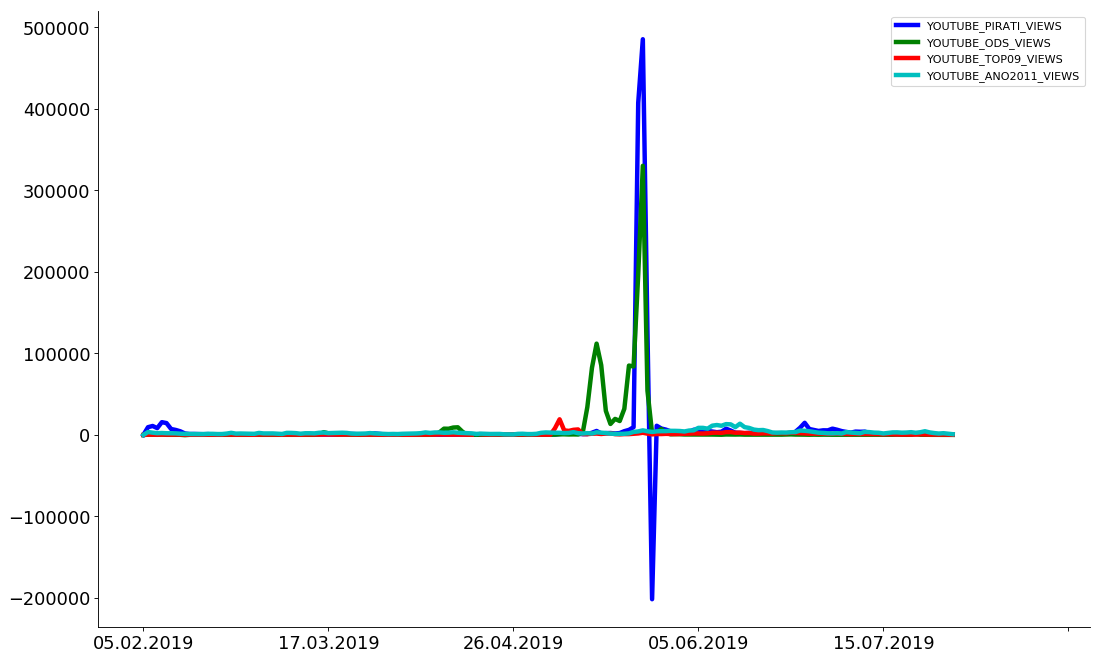 500000
400000
300000
200000
100000
0
−100000
−200000
05.02.2019 17.03.2019 26.04.2019 05.06.2019 15.07.2019
YOUTUBE_PIRATI_VIEWS
YOUTUBE_ODS_VIEWS
YOUTUBE_TOP09_VIEWS
YOUTUBE_ANO2011_VIEWS